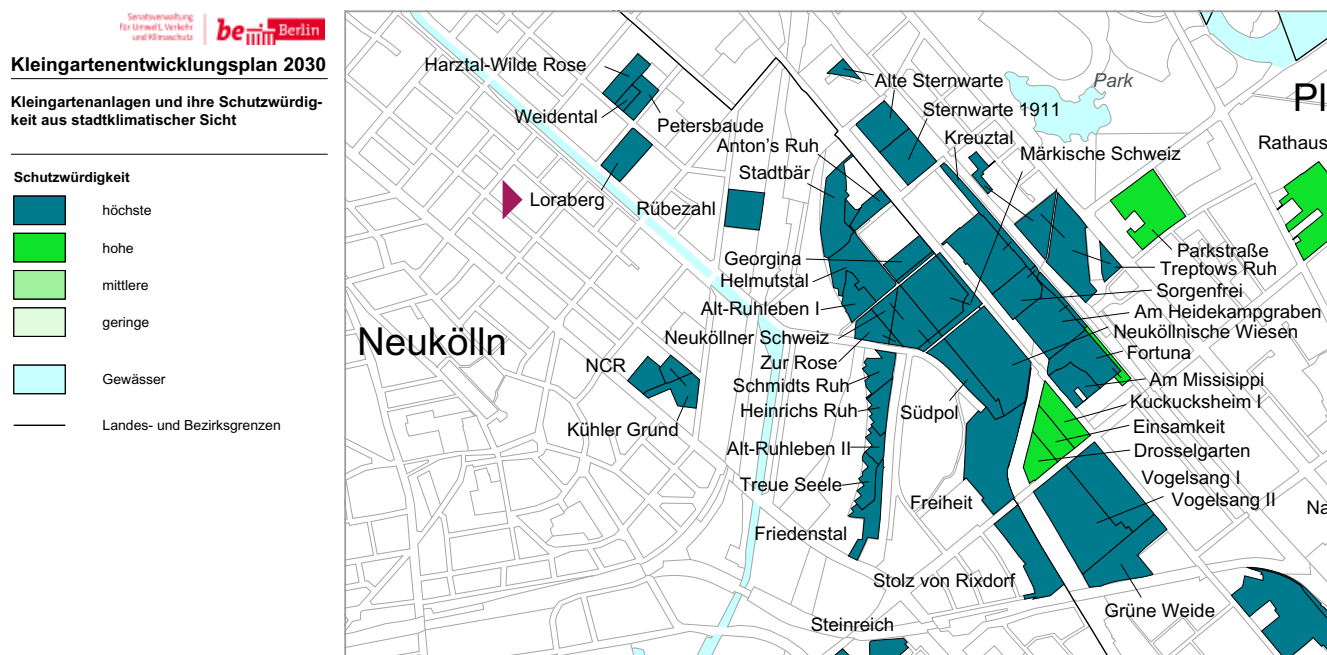 Senatsverwaltung
für Umwelt, Verkehr
und Klimaschutz
be Berlin
Kleingartenentwicklungsplan 2030
Kleingartenanlagen und ihre Schutzwürdig-
keit aus stadtklimatischer Sicht
Schutzwürdigkeit
höchste
hohe
mittlere
geringe
Gewässer
Landes- und Bezirksgrenzen
Harztal-Wilde Rose
Weidental
Petersbaude
Loraberg
Rübezahl
Anton's Ruh
Stadtbär
Alte Sternwarte
Sternwarte 1911
Kreuztal
Märkische Schweiz
Park
Pl
Rathaus
Georgina
Helmutstal
Alt-Ruhleben I
Neuköllner Schweiz
Zur Rose
Schmidts Ruh
Heinrichs Ruh
Alt-Ruhleben II
Treue Seele
Friedenstal
Neukölln
NCR
Kühler Grund
Südpol
Freiheit
Stolz von Rixdorf
Steinreich
Parkstraße
Treptows Ruh
Sorgenfrei
Am Heidekampgraben
Neuköllnische Wiesen
Fortuna
Am Missisippi
Kuckucksheim I
Einsamkeit
Drosselgarten
Vogelsang I
Vogelsang II
Na
Grüne Weide